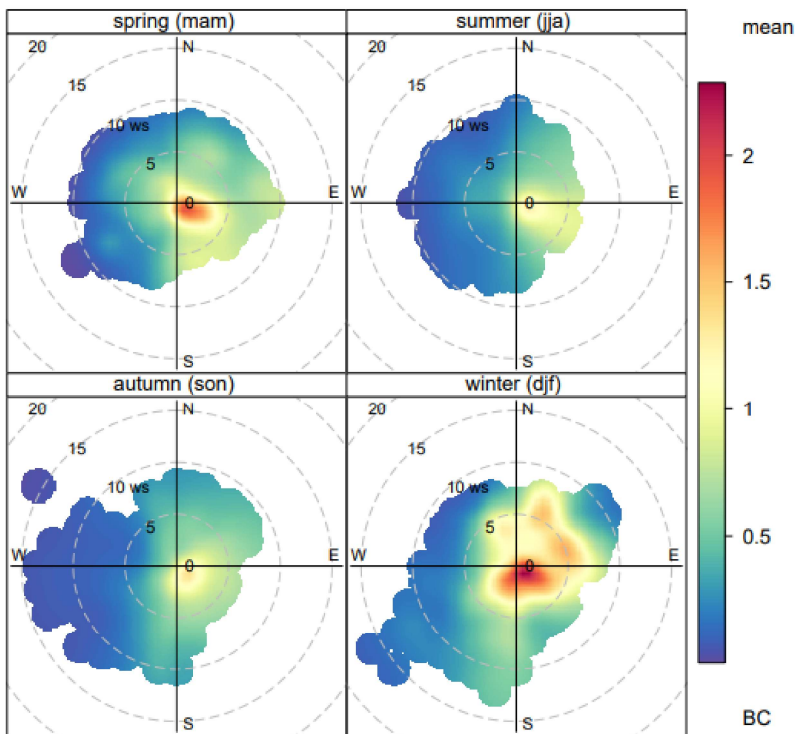 spring (mam)
summer (jja)
mean
20
N
20
N
15
15
10 ws
10 ws
5
5
2
W
0
E
W
0
E
1.5
S
S
autumn (son)
winter (djf)
20
N
20
N
1
15
15
10 ws
10 ws
5
5
0.5
W
0
E
W
0
E
S
S
BC